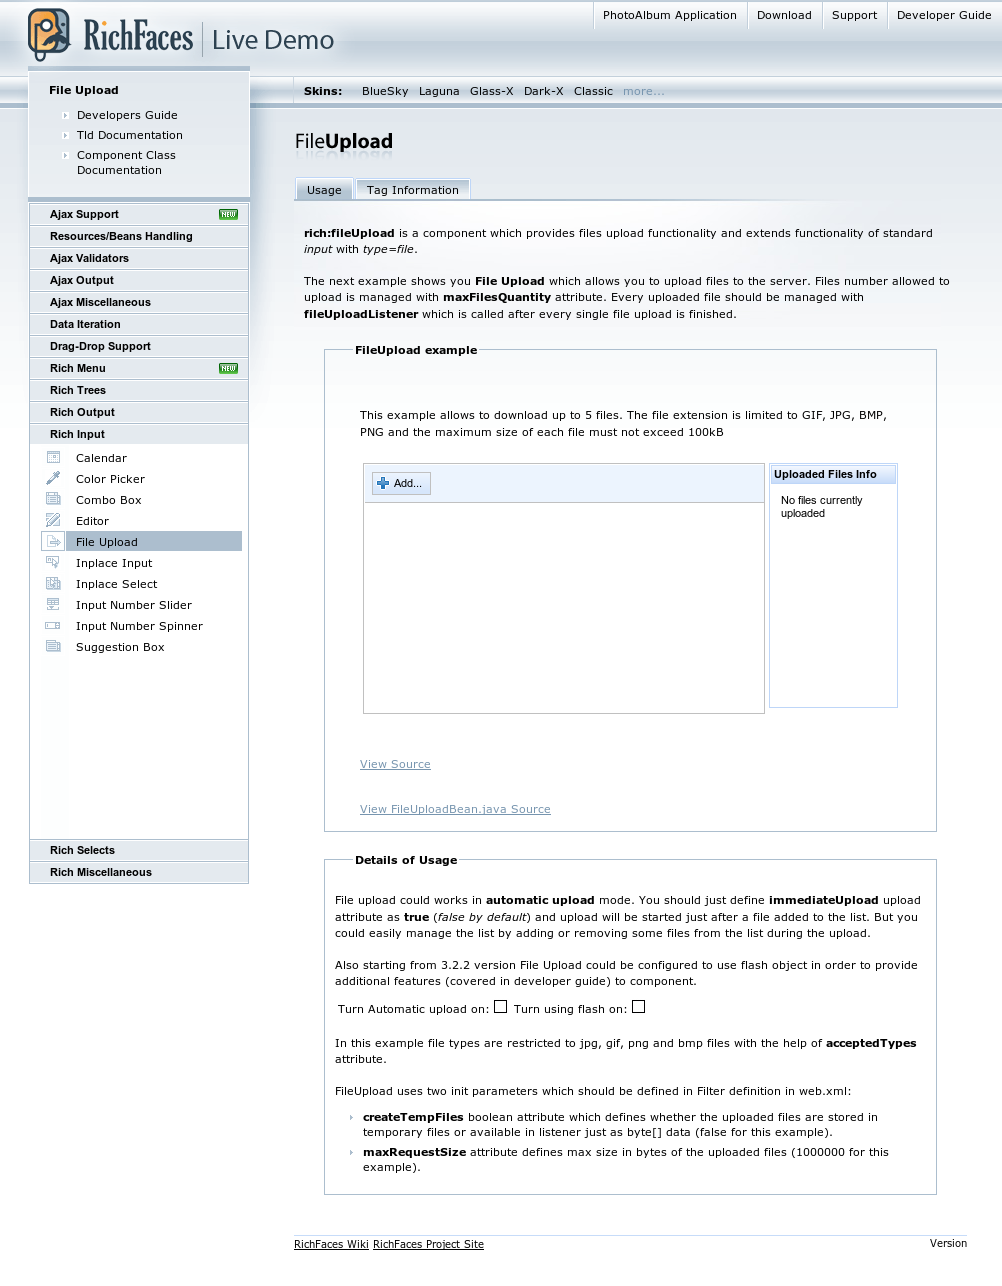 PhotoAlbum Application
Download
Support
Developer Guide
RichFaces
Live Demo
Skins:
BlueSky
Laguna
Glass-X
Dark-X
Classic
more...
File Upload
Developers Guide
Tld Documentation
Component Class
Documentation
Ajax Support
NEW
Resources/Beans Handling
Ajax Validators
Ajax Output
Ajax Miscellaneous
Data Iteration
Drag-Drop Support
Rich Menu
NEW
Rich Trees
Rich Output
Rich Input
Calendar
Color Picker
Combo Box
Editor
File Upload
Inplace Input
Inplace Select
Input Number Slider
Input Number Spinner
Suggestion Box
Rich Selects
Rich Miscellaneous
FileUpload
Usage
Tag Information
rich:fileUpload is a component which provides files upload functionality and extends functionality of standard
input with type=file.
The next example shows you File Upload which allows you to upload files to the server. Files number allowed to
upload is managed with maxFilesQuantity attribute. Every uploaded file should be managed with
fileUploadListener which is called after every single file upload is finished.
FileUpload example
This example allows to download up to 5 files. The file extension is limited to GIF, JPG, BMP,
PNG and the maximum size of each file must not exceed 100kB
Add...
Uploaded Files Info
No files currently
uploaded
View Source
View FileUploadBean.java Source
Details of Usage
File upload could works in automatic upload mode. You should just define immediateUpload upload
attribute as true (false by default) and upload will be started just after a file added to the list. But you
could easily manage the list by adding or removing some files from the list during the upload.
Also starting from 3.2.2 version File Upload could be configured to use flash object in order to provide
additional features (covered in developer guide) to component.
Turn Automatic upload on:
Turn using flash on:
In this example file types are restricted to jpg, gif, png and bmp files with the help of acceptedTypes
attribute.
FileUpload uses two init parameters which should be defined in Filter definition in web.xml:
createTempFiles boolean attribute which defines whether the uploaded files are stored in
temporary files or available in listener just as byte[] data (false for this example).
maxRequestSize attribute defines max size in bytes of the uploaded files (1000000 for this
example).
RichFaces Wiki RichFaces Project Site
Version